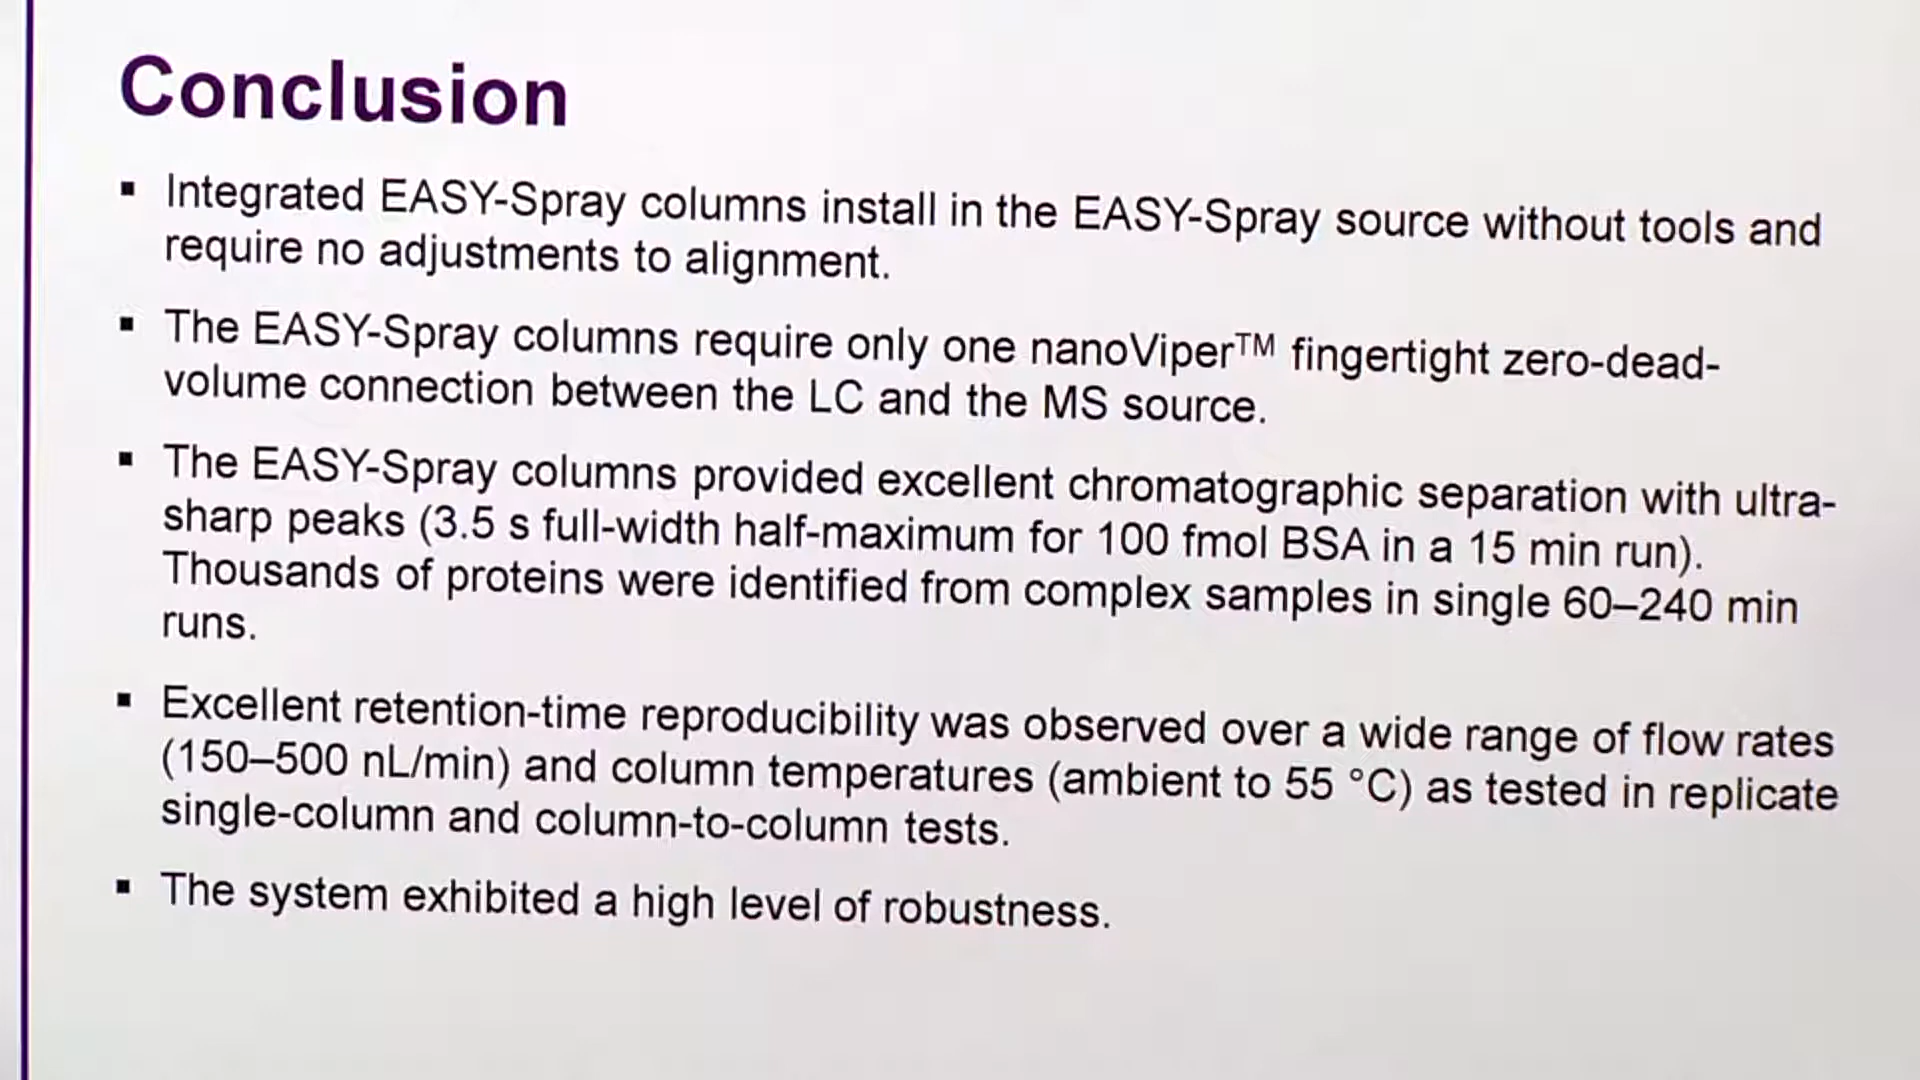 Conclusion
▪ Integrated EASY-Spray columns install in the EASY-Spray source without tools and
require no adjustments to alignment.
▪ The EASY-Spray columns require only one nanoViper™ fingertight zero-dead-
volume connection between the LC and the MS source.
▪ The EASY-Spray columns provided excellent chromatographic separation with ultra-
sharp peaks (3.5 s full-width half-maximum for 100 fmol BSA in a 15 min run).
Thousands of proteins were identified from complex samples in single 60–240 min
runs.
▪ Excellent retention-time reproducibility was observed over a wide range of flow rates
(150–500 nL/min) and column temperatures (ambient to 55 °C) as tested in replicate
single-column and column-to-column tests.
▪ The system exhibited a high level of robustness.